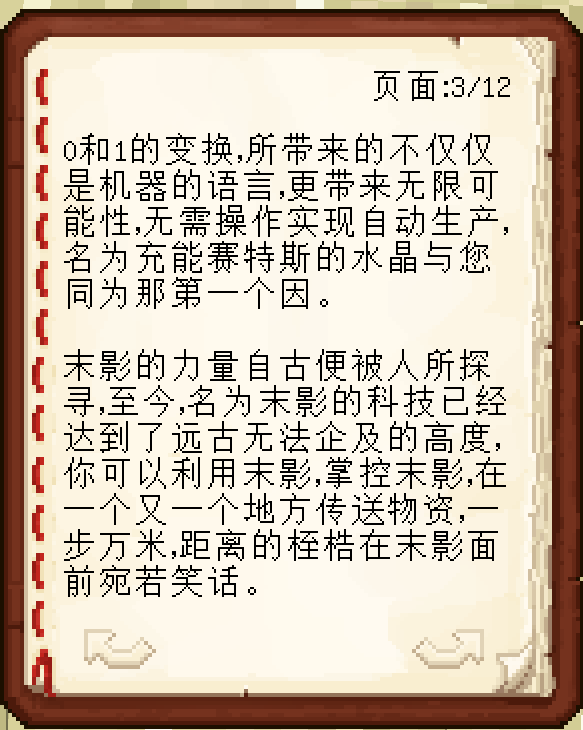 页面:3/12
0和1的变换,所带来的不仅仅
是机器的语言,更带来无限可
能性,无需操作实现自动生产,
名为充能赛特斯的水晶与您
同为那第一个因。
末影的力量自古便被人所探
寻,至今,名为末影的科技已经
达到了远古无法企及的高度,
你可以利用末影,掌控末影,在
一个又一个地方传送物资,一
步万米,距离的桎梏在末影面
前宛若笑话。